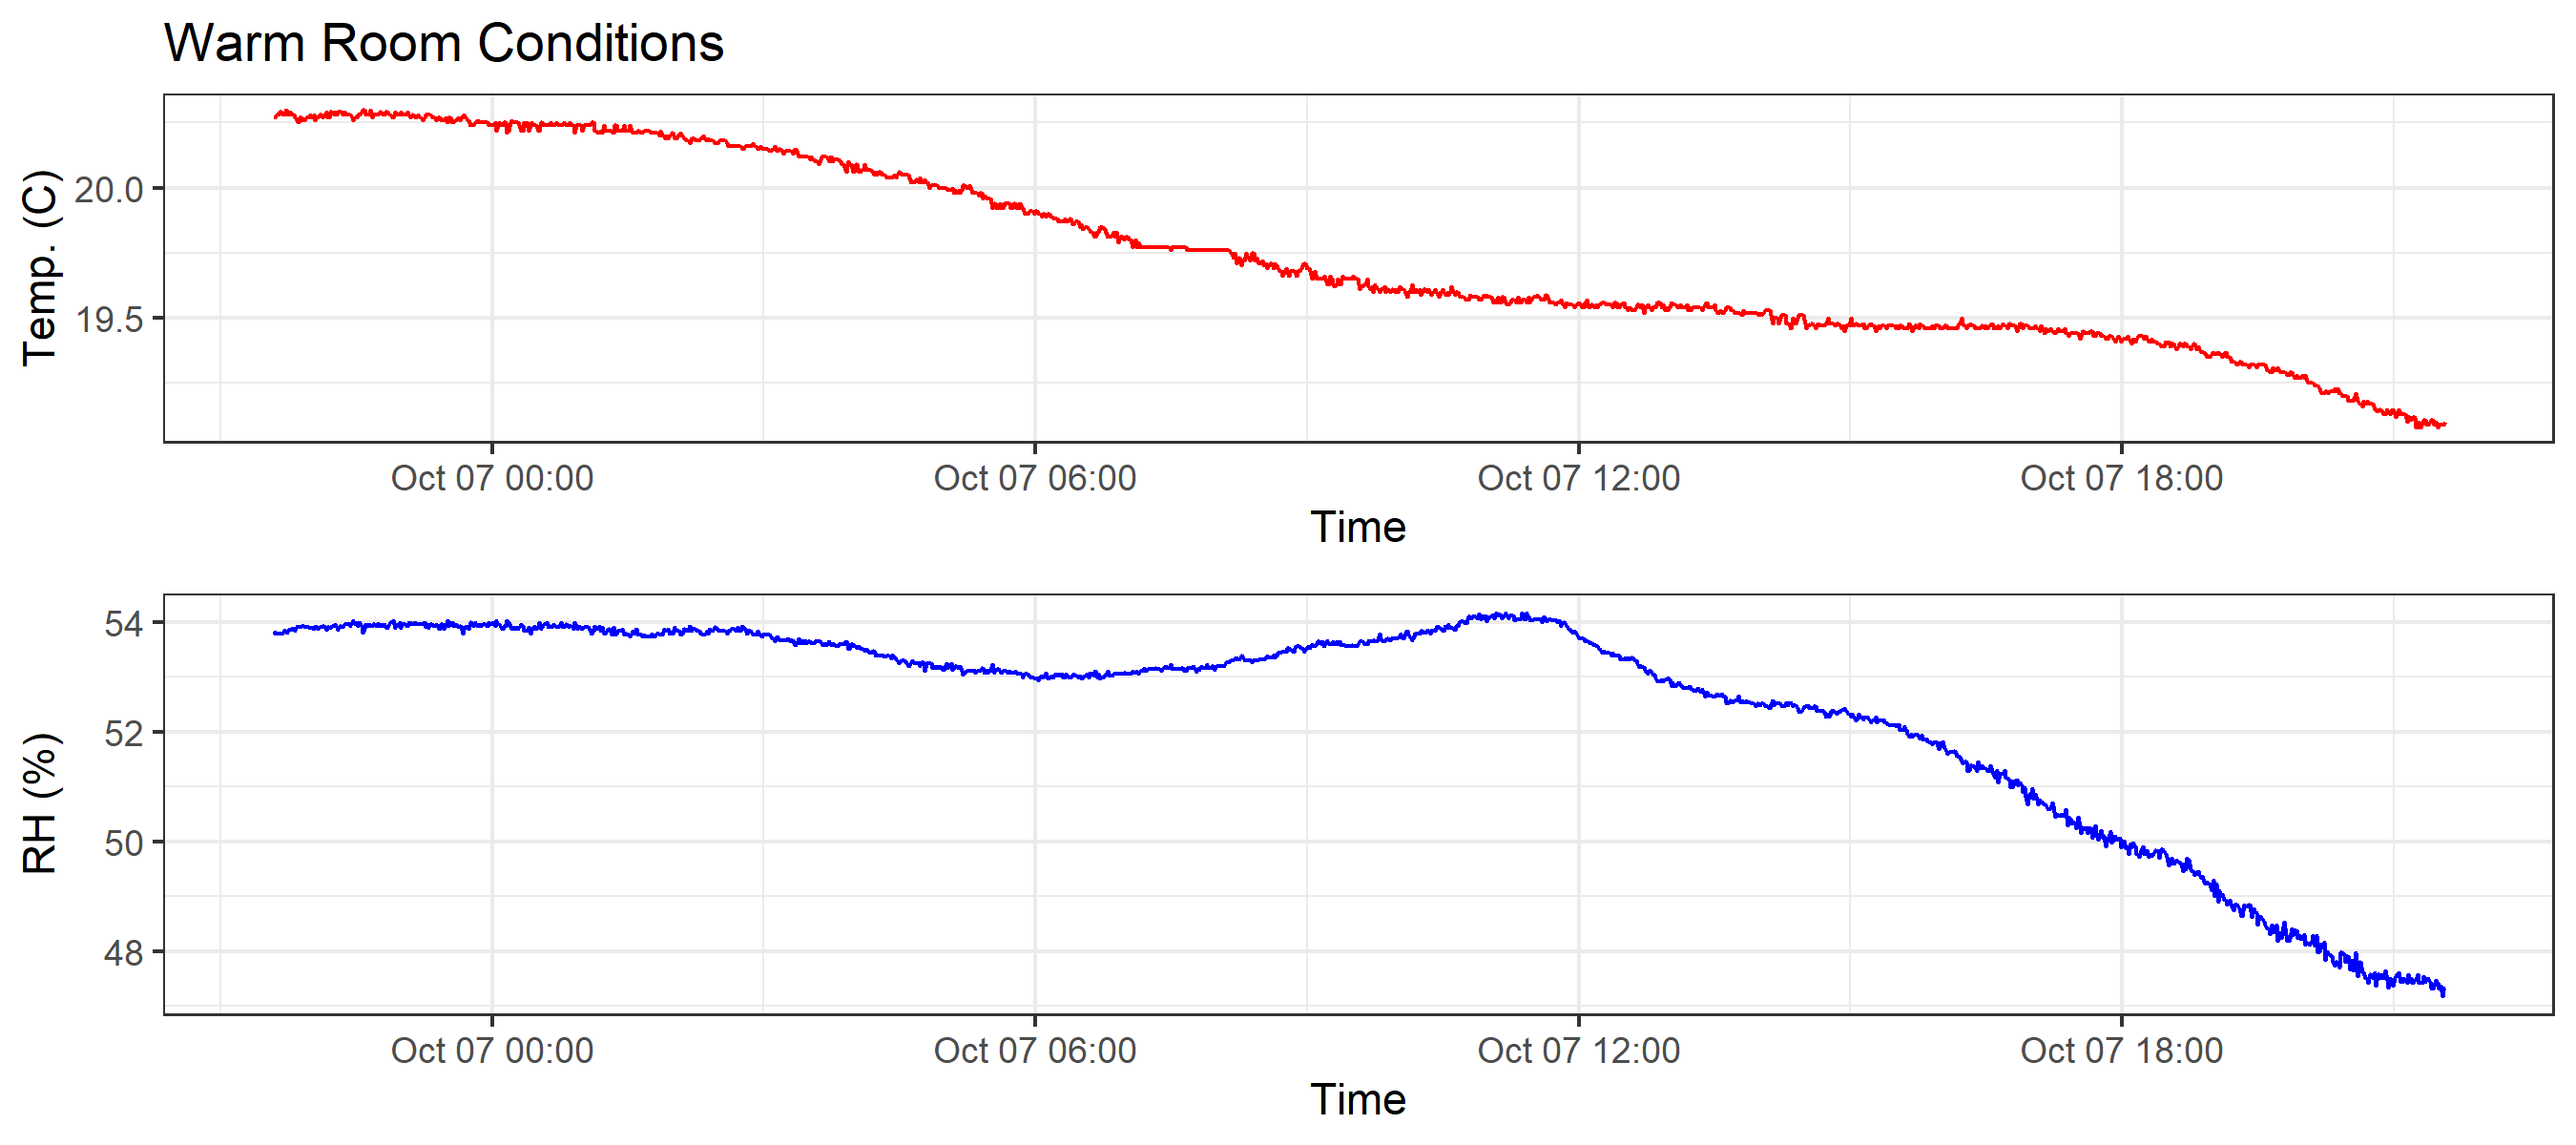 Warm Room Conditions
Temp. (C)
20.0
19.5
Oct 07 00:00 Oct 07 06:00 Oct 07 12:00 Oct 07 18:00
Time
RH (%)
54
52
50
48
Oct 07 00:00 Oct 07 06:00 Oct 07 12:00 Oct 07 18:00
Time